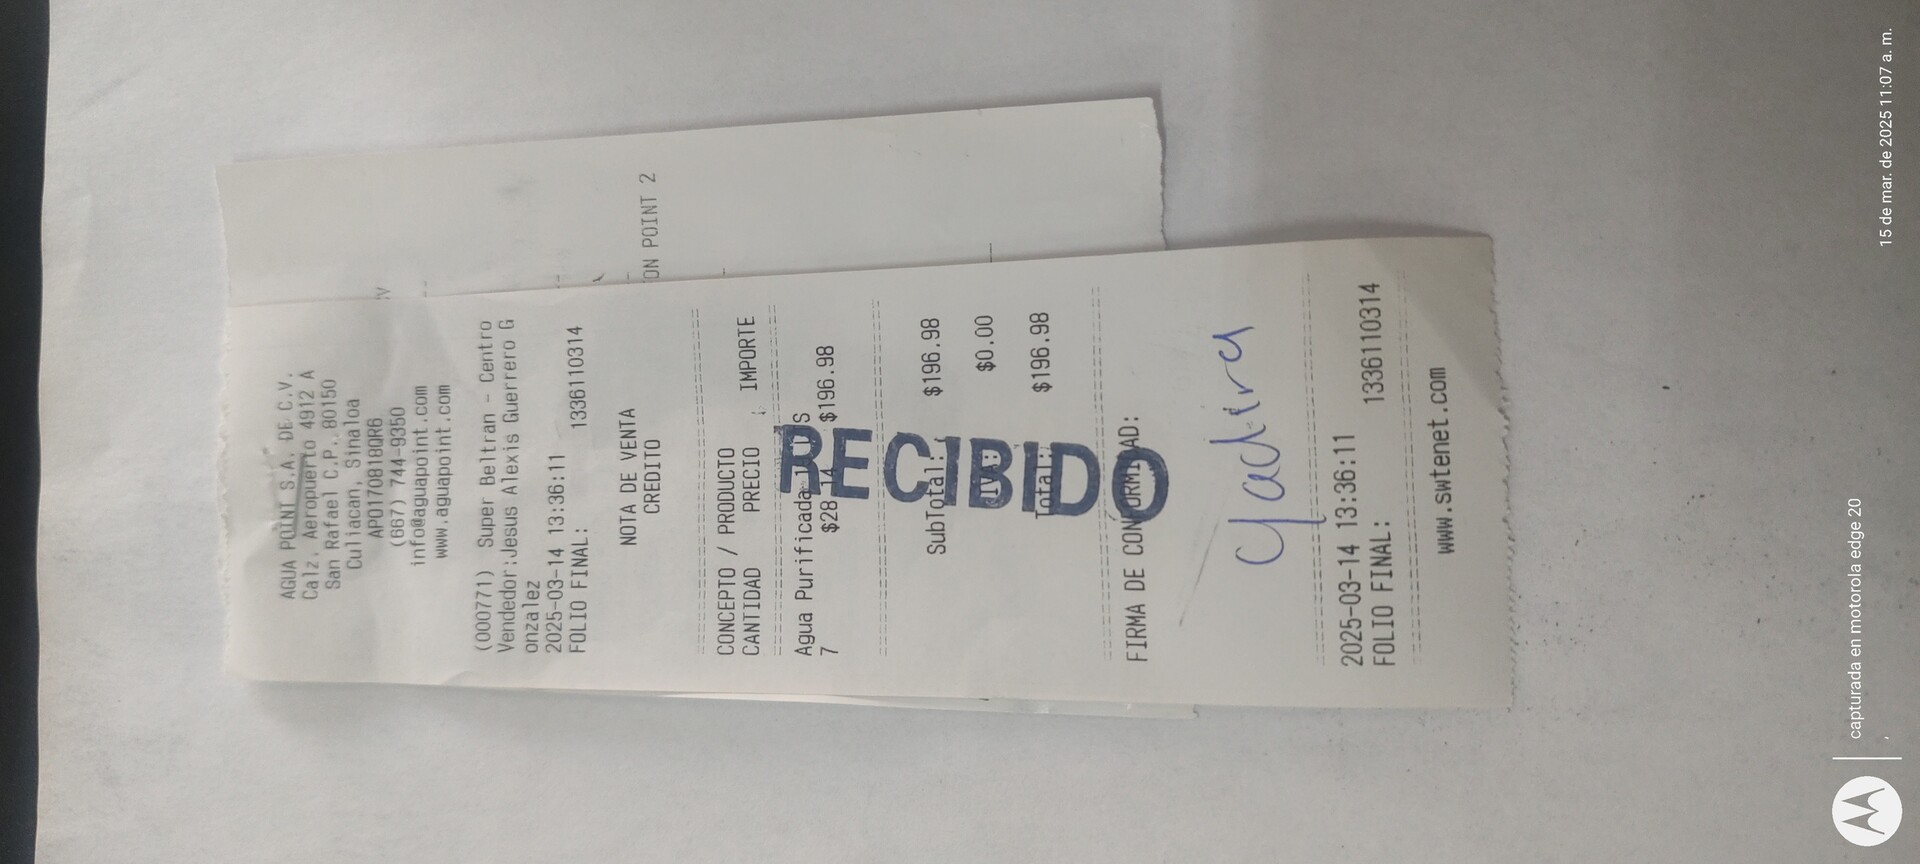 AGUA POINT S.A. DE C.V.
Calz. Aeropuerto 4912 A
San Rafael C.P. 80150
Culiacan, Sinaloa
APO170818QR6
(667) 744-9350
info@aguapoint.com
www.aguapoint.com
(000771) Super Beltran - Centro
Vendedor:Jesus Alexis Guerrero G
onzalez
2025-03-14 13:36:11
FOLIO FINAL: 1336110314
NOTA DE VENTA
CREDITO
CONCEPTO / PRODUCTO
CANTIDAD PRECIO IMPORTE
Agua Purificada
7 $28.14 $196.98
SubTotal: $196.98
IVA: $0.00
Total: $196.98
RECIBIDO
FIRMA DE CONFORMIDAD:
Yadira
2025-03-14 13:36:11
FOLIO FINAL: 1336110314
www.swtenet.com
ON POINT 2
capturada en motorola edge 20
15 de mar. de 2025 11:07 a. m.